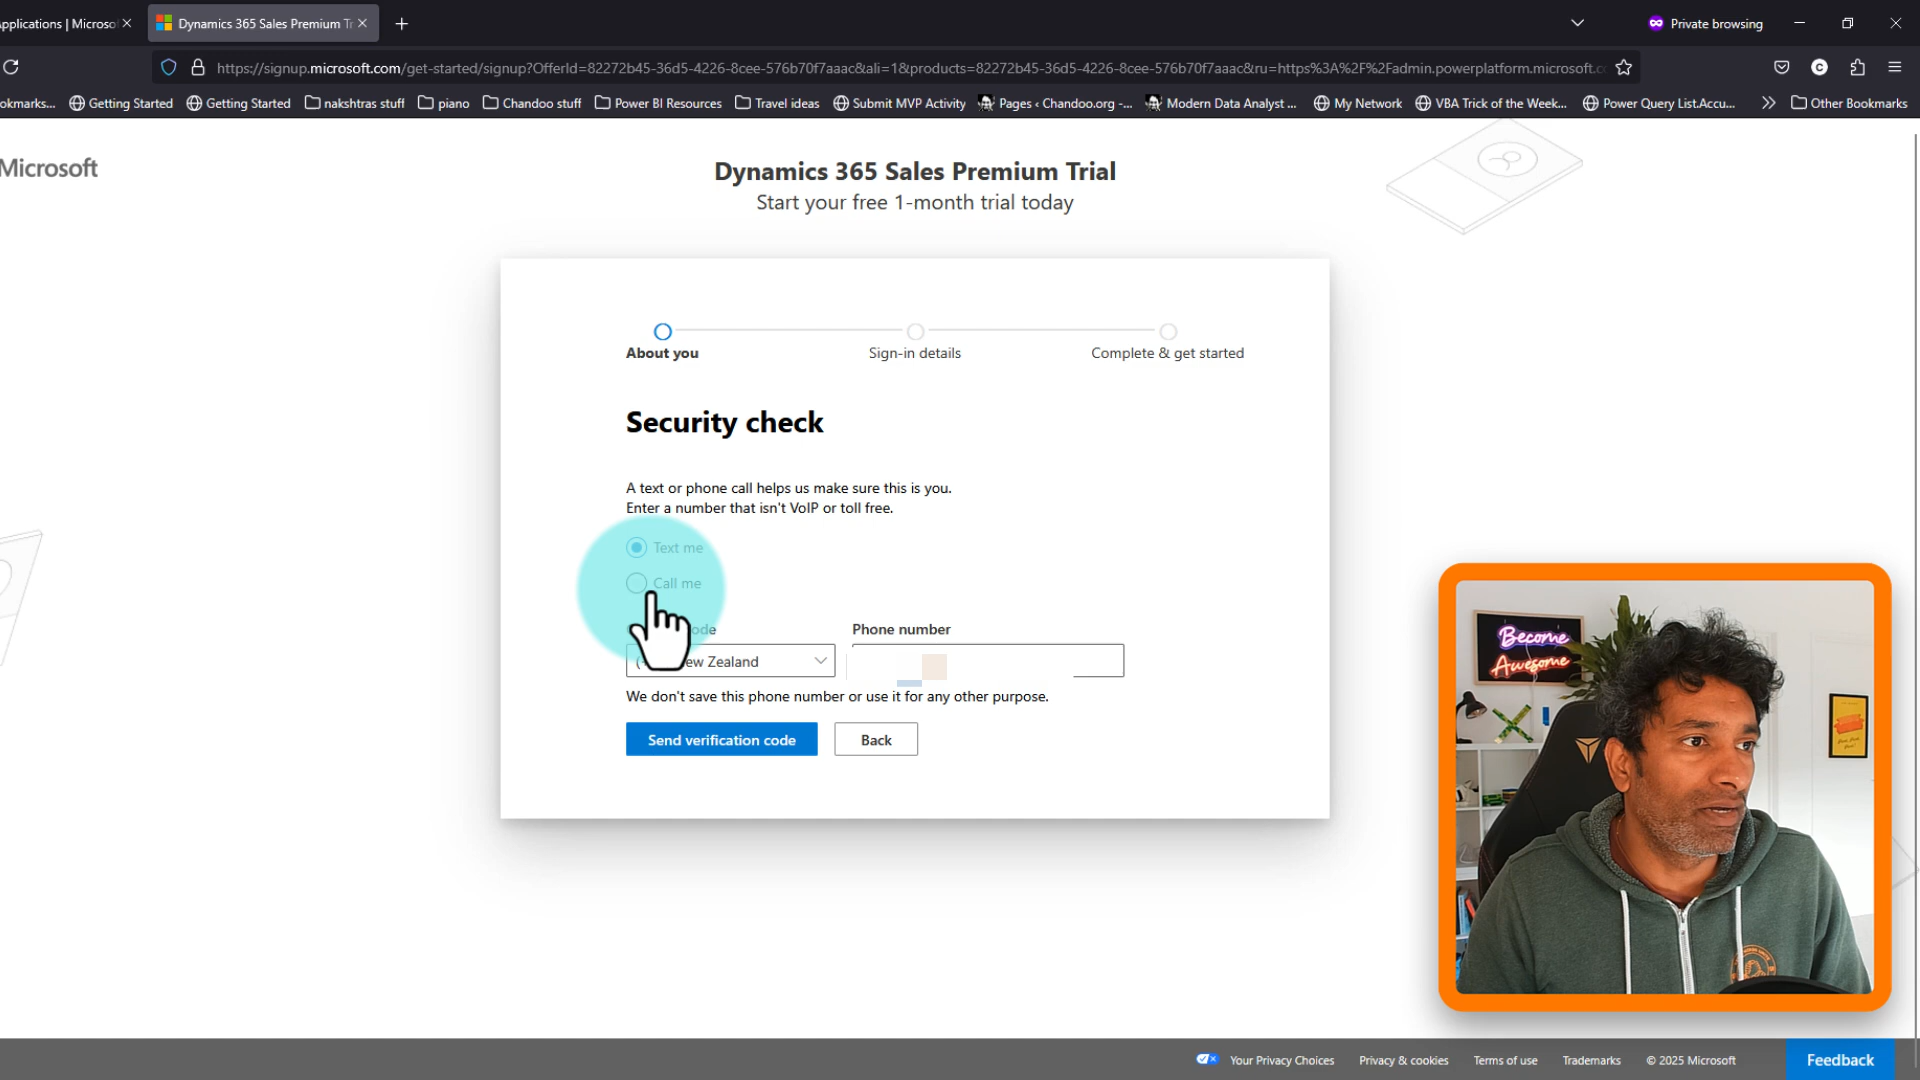 pplications | Microso
Dynamics 365 Sales Premium Tr
Private browsing
https://signup.microsoft.com/get-started/signup?OfferId=82272b45-36d5-4226-8cee-576b70f7aaac&ali=1&products=82272b45-36d5-4226-8cee-576b70f7aaac&ru=https%3A%2F%2Fadmin.powerplatform.microsoft.c
okmarks...
Getting Started
Getting Started
nakshtras stuff
piano
Chandoo stuff
Power BI Resources
Travel ideas
Submit MVP Activity
Pages ‹ Chandoo.org -...
Modern Data Analyst ...
My Network
VBA Trick of the Week...
Power Query List.Accu...
Other Bookmarks
Microsoft
Dynamics 365 Sales Premium Trial
Start your free 1-month trial today
About you
Sign-in details
Complete & get started
Security check
A text or phone call helps us make sure this is you.
Enter a number that isn't VoIP or toll free.
Text me
Call me
Phone number
ew Zealand
We don't save this phone number or use it for any other purpose.
Send verification code
Back
Become
Awesome
Your Privacy Choices
Privacy & cookies
Terms of use
Trademarks
© 2025 Microsoft
Feedback